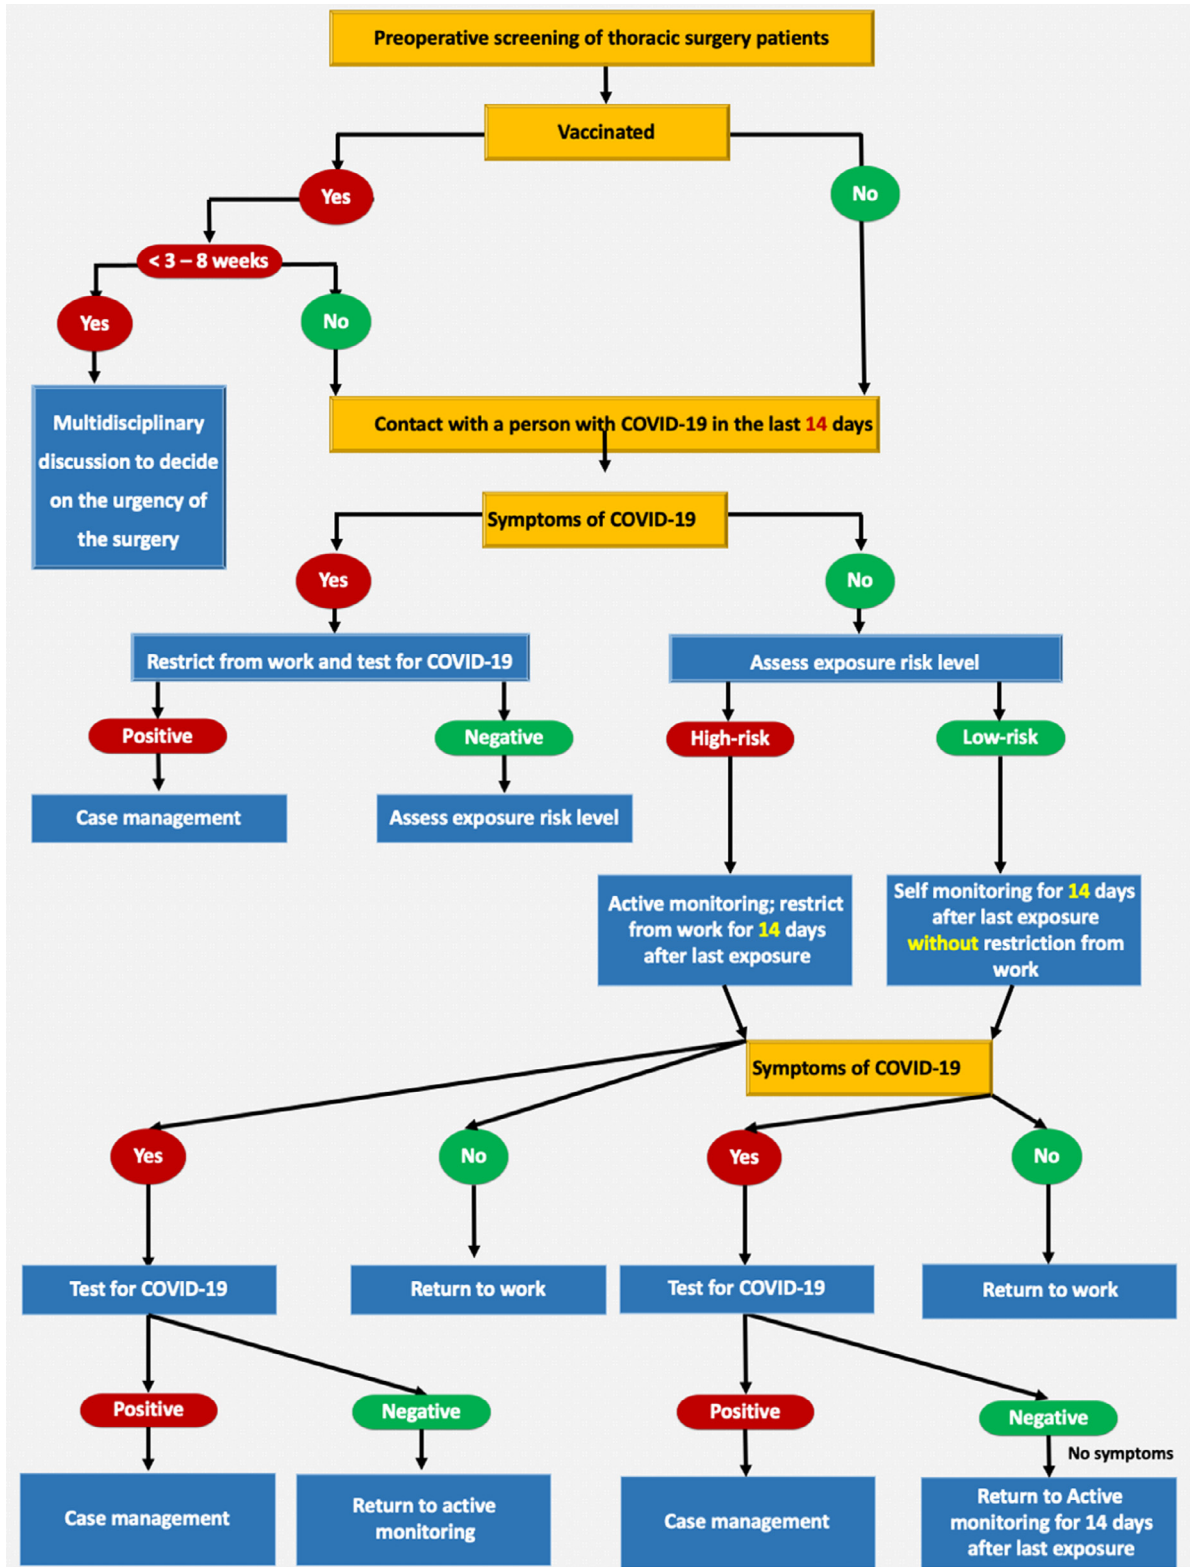 Preoperative screening of thoracic surgery patients
Vaccinated
Yes
No
< 3 – 8 weeks
Yes
No
Multidisciplinary
discussion to decide
on the urgency of
the surgery
Contact with a person with COVID-19 in the last 14 days
Symptoms of COVID-19
Yes
No
Restrict from work and test for COVID-19
Assess exposure risk level
Positive
Negative
High-risk
Low-risk
Case management
Assess exposure risk level
Active monitoring; restrict
from work for 14 days
after last exposure
Self monitoring for 14 days
after last exposure
without restriction from
work
Symptoms of COVID-19
Yes
No
Yes
No
Test for COVID-19
Return to work
Test for COVID-19
Return to work
Positive
Negative
Positive
Negative
No symptoms
Case management
Return to active
monitoring
Case management
Return to Active
monitoring for 14 days
after last exposure